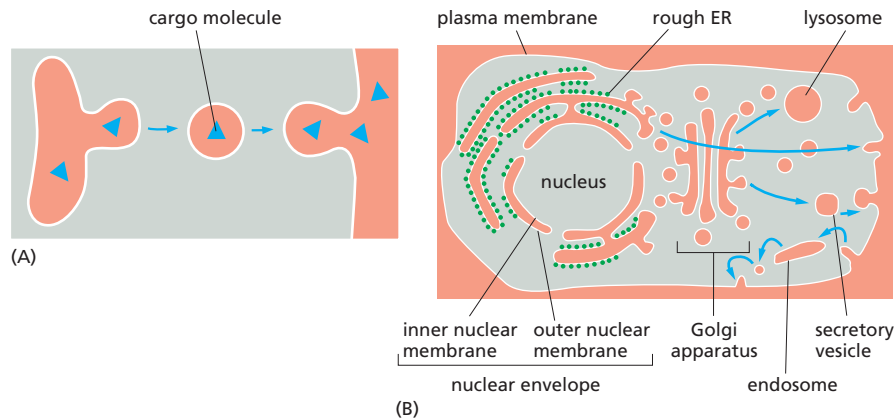 cargo molecule
(A)
plasma membrane
rough ER
lysosome
nucleus
inner nuclear
membrane
outer nuclear
membrane
nuclear envelope
Golgi
apparatus
secretory
vesicle
endosome
(B)